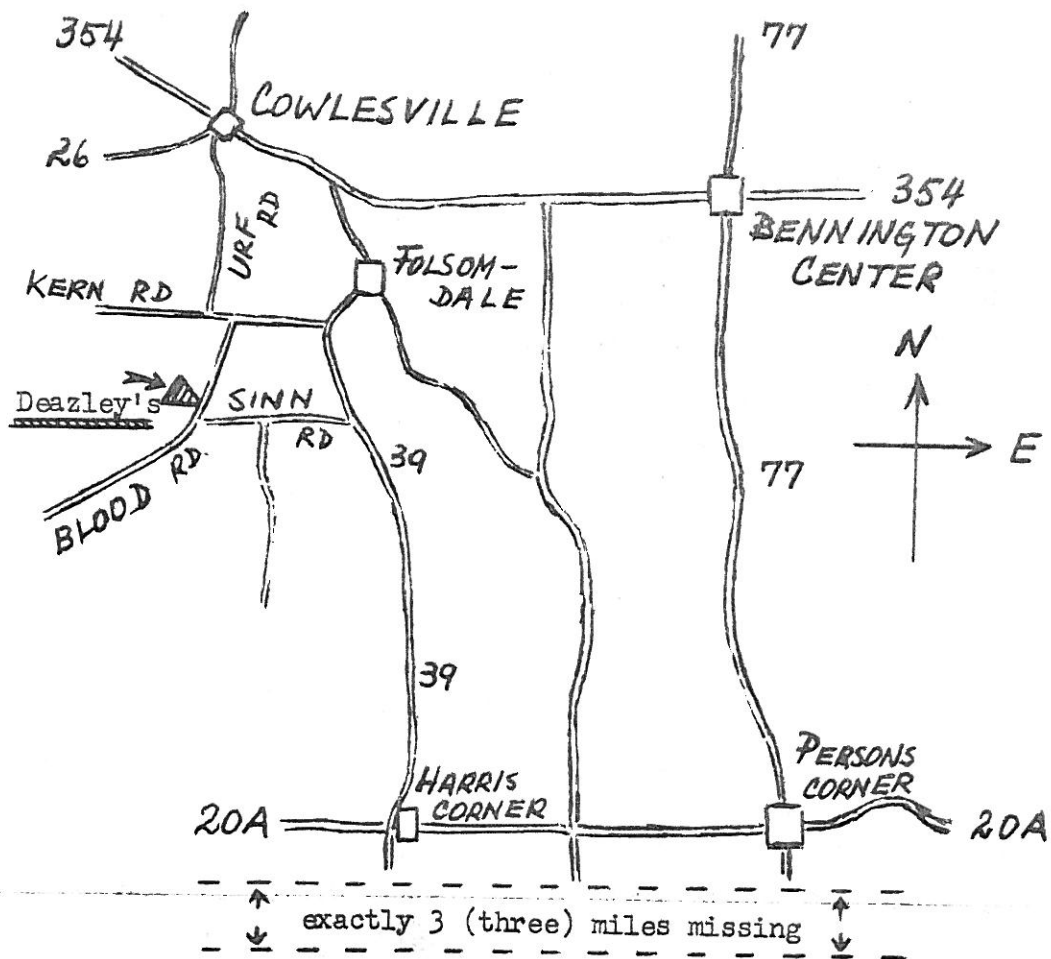 354
77
COWLESVILLE
26
354
URF RD
BENNINGTON
CENTER
FOLSOM-
DALE
KERN RD
N
Deazley's
SINN
RD
E
39
77
BLOOD RD.
39
PERSONS
CORNER
HARRIS
CORNER
20A
20A
exactly 3 (three) miles missing